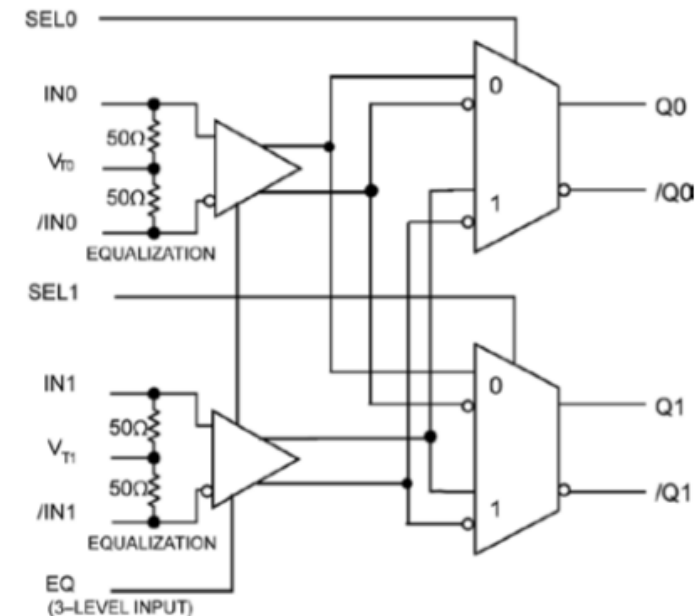 SEL0
IN0
50Ω
VT0
50Ω
/IN0
EQUALIZATION
0
1
Q0
/Q0
SEL1
IN1
50Ω
VT1
50Ω
/IN1
EQUALIZATION
0
1
Q1
/Q1
EQ
(3–LEVEL INPUT)